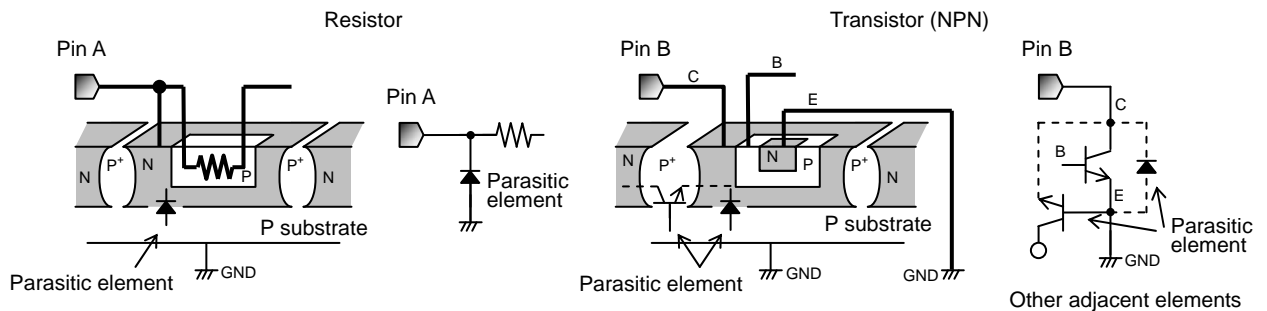 Resistor
Transistor (NPN)
Pin A
Pin B
Pin B
B
C
E
C
Pin A
N
P+
N
P
P+
N
N
P+
N
P
P+
N
B
E
Parasitic
element
P substrate
P substrate
Parasitic
element
GND
GND
GND
GND
Parasitic element
Parasitic element
Other adjacent elements